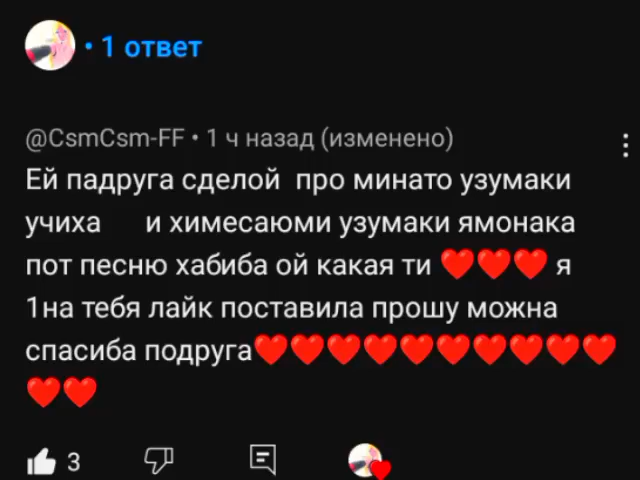 • 1 ответ
@CsmCsm-FF • 1 ч назад (изменено)
Ей падруга сделой про минато узумаки
учиха и химесаюми узумаки ямонака
пот песню хабиба ой какая ти ❤️❤️❤️ я
1на тебя лайк поставила прошу можна
спасиба подруга❤️❤️❤️❤️❤️❤️❤️❤️❤️❤️
❤️❤️
3